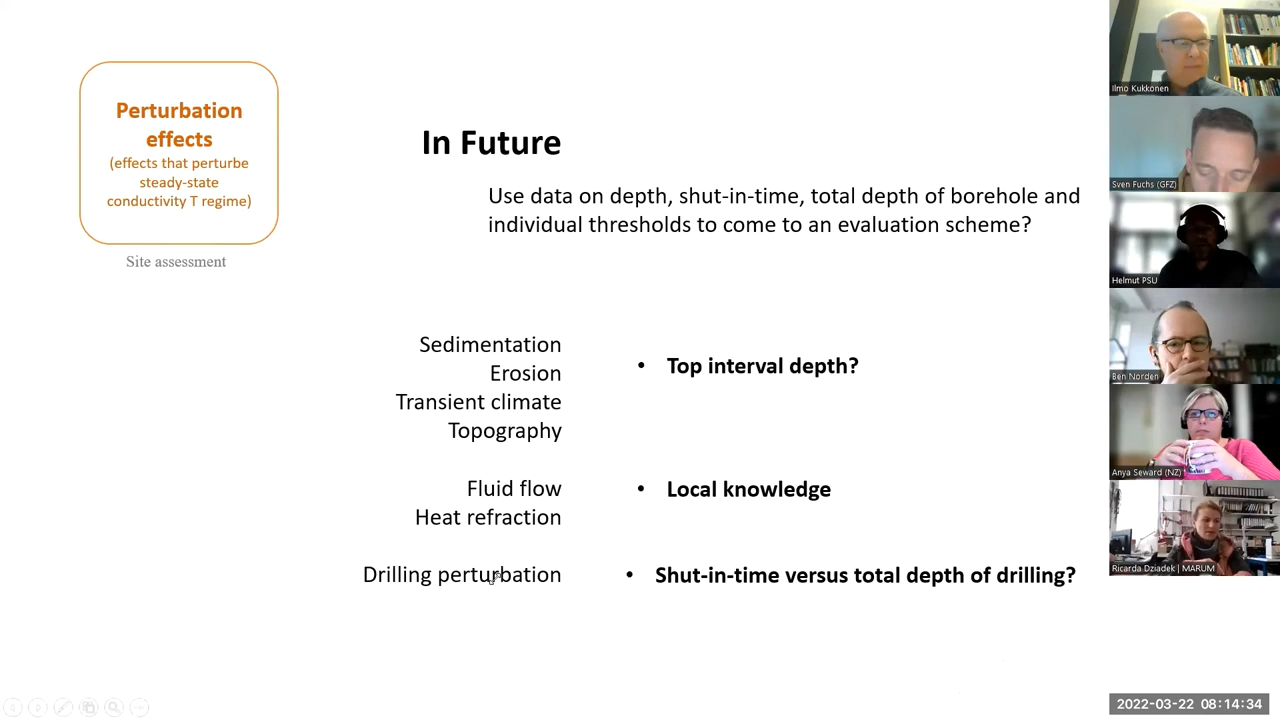 Perturbation
effects
(effects that perturbe
steady-state
conductivity T regime)
Site assessment
In Future
Use data on depth, shut-in-time, total depth of borehole and
individual thresholds to come to an evaluation scheme?
Sedimentation
Erosion
Transient climate
Topography
• Top interval depth?
Fluid flow
Heat refraction
• Local knowledge
Drilling perturbation
• Shut-in-time versus total depth of drilling?
Ilmo Kukkonen
Sven Fuchs (GFZ)
Helmut PSU
Ben Norden
Anya Seward (NZ)
Ricarda Dziadek | MARUM
2022-03-22 08:14:34